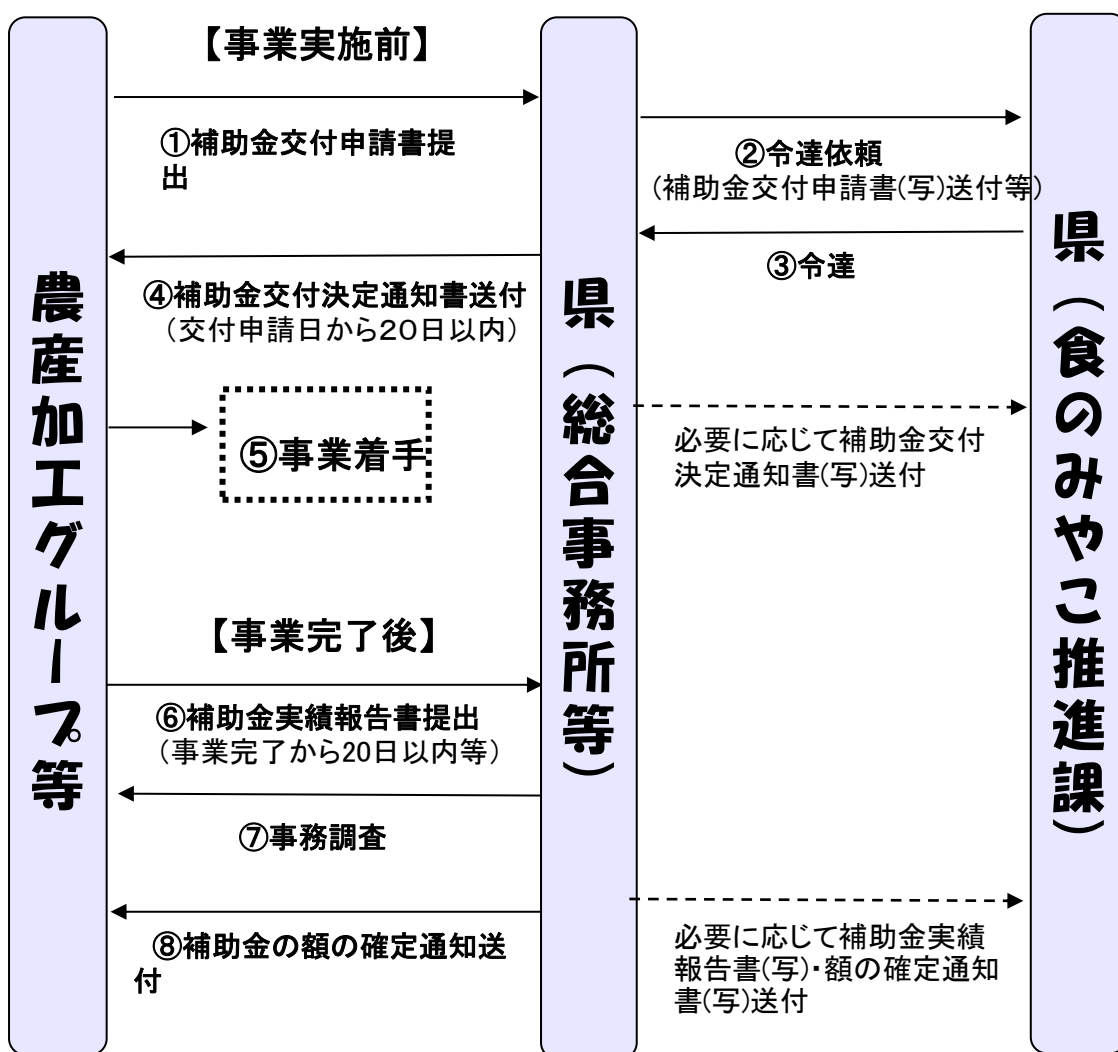 【事業実施前】
①補助金交付申請書提
出
②令達依頼
(補助金交付申請書(写)送付等)
③令達
④補助金交付決定通知書送付
（交付申請日から２０日以内）
⑤事業着手
必要に応じて補助金交付
決定通知書(写)送付
【事業完了後】
⑥補助金実績報告書提出
（事業完了から20日以内等）
⑦事務調査
⑧補助金の額の確定通知送
付
必要に応じて補助金実績
報告書(写)・額の確定通知
書(写)送付
農産加工グループ等
県（総合事務所等）
県（食のみやこ推進課）